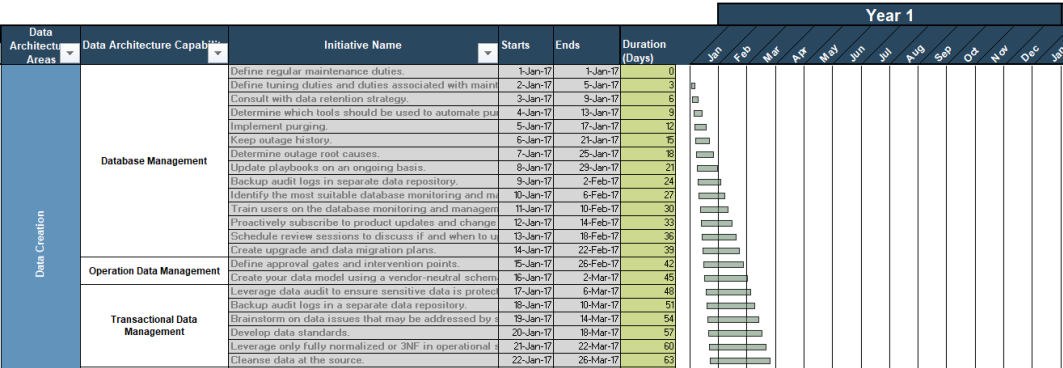 Year 1
Data Architecture Areas
Data Architecture Capability
Initiative Name
Starts
Ends
Duration (Days)
Jan Feb Mar Apr May Jun Jul Aug Sep Oct Nov Dec Jan
Data Creation
Database Management
Define regular maintenance duties. 1-Jan-17 1-Jan-17 0
Define tuning duties and duties associated with maint 2-Jan-17 5-Jan-17 3
Consult with data retention strategy. 3-Jan-17 9-Jan-17 6
Determine which tools should be used to automate pur 4-Jan-17 13-Jan-17 9
Implement purging. 5-Jan-17 17-Jan-17 12
Keep outage history. 6-Jan-17 21-Jan-17 15
Determine outage root causes. 7-Jan-17 25-Jan-17 18
Update playbooks on an ongoing basis. 8-Jan-17 29-Jan-17 21
Backup audit logs in separate data repository. 9-Jan-17 2-Feb-17 24
Identify the most suitable database monitoring and ma 10-Jan-17 6-Feb-17 27
Train users on the database monitoring and managem 11-Jan-17 10-Feb-17 30
Proactively subscribe to product updates and change 12-Jan-17 14-Feb-17 33
Schedule review sessions to discuss if and when to u 13-Jan-17 18-Feb-17 36
Create upgrade and data migration plans. 14-Jan-17 22-Feb-17 39
Operation Data Management
Define approval gates and intervention points. 15-Jan-17 26-Feb-17 42
Create your data model using a vendor-neutral schem 16-Jan-17 2-Mar-17 45
Transactional Data
Management
Leverage data audit to ensure sensitive data is protect 17-Jan-17 6-Mar-17 48
Backup audit logs in a separate data repository. 18-Jan-17 10-Mar-17 51
Brainstorm on data issues that may be addressed by s 19-Jan-17 14-Mar-17 54
Develop data standards. 20-Jan-17 18-Mar-17 57
Leverage only fully normalized or 3NF in operational s 21-Jan-17 22-Mar-17 60
Cleanse data at the source. 22-Jan-17 26-Mar-17 63